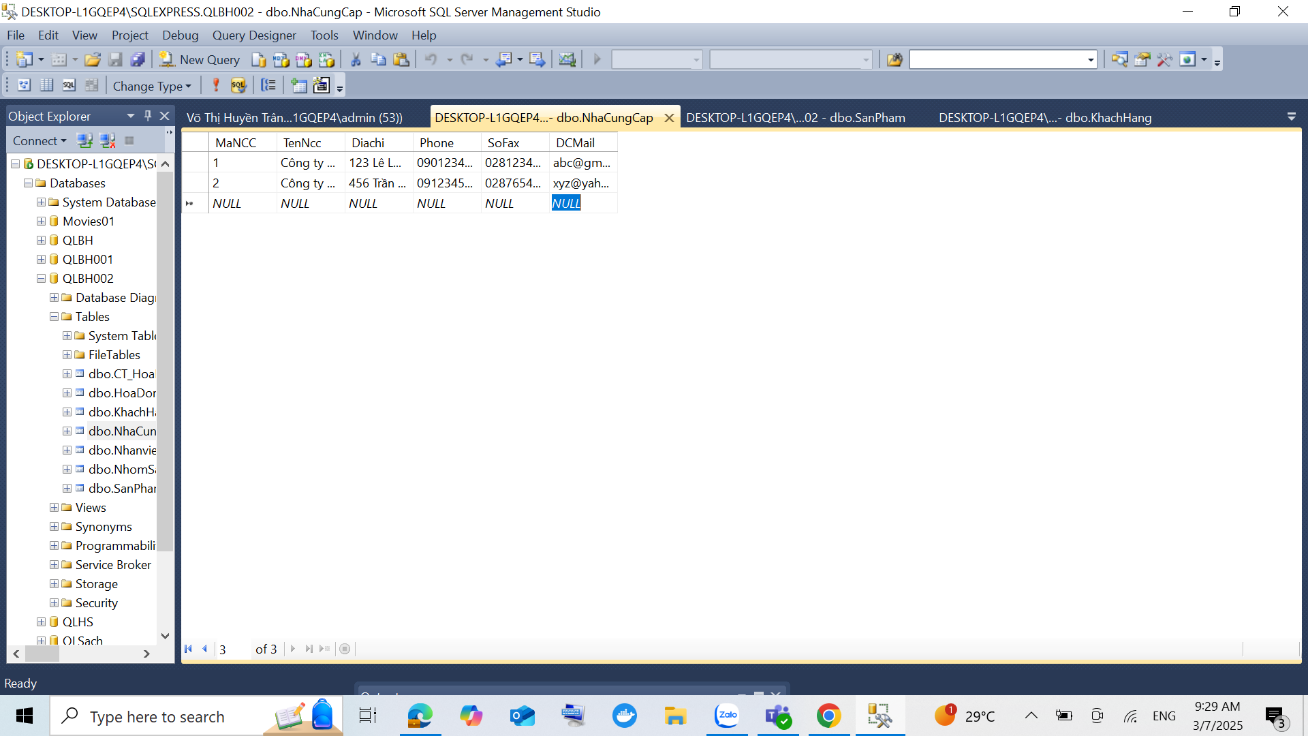 DESKTOP-L1GQEP4\SQLEXPRESS.QLBH002 - dbo.NhaCungCap - Microsoft SQL Server Management Studio
File Edit View Project Debug Query Designer Tools Window Help
New Query
Change Type
Object Explorer
Võ Thị Huyền Trân...1GQEP4\admin (53)) DESKTOP-L1GQEP4...- dbo.NhaCungCap DESKTOP-L1GQEP4\...02 - dbo.SanPham DESKTOP-L1GQEP4\...- dbo.KhachHang
Connect
DESKTOP-L1GQEP4\S
Databases
System Database
Movies01
QLBH
QLBH001
QLBH002
Database Diag
Tables
System Tabl
FileTables
dbo.CT_Hoa
dbo.HoaDor
dbo.KhachH
dbo.NhaCun
dbo.Nhanvie
dbo.NhomSa
dbo.SanPhar
Views
Synonyms
Programmabili
Service Broker
Storage
Security
QLHS
QLSach
MaNCC TenNcc Diachi Phone SoFax DCMail
1 Công ty ... 123 Lê L... 0901234... 0281234... abc@gm...
2 Công ty ... 456 Trần ... 0912345... 0287654... xyz@yah...
NULL NULL NULL NULL NULL NULL
3 of 3
Ready
Type here to search
Zalo
1
29°C
ENG
9:29 AM
3/7/2025
3